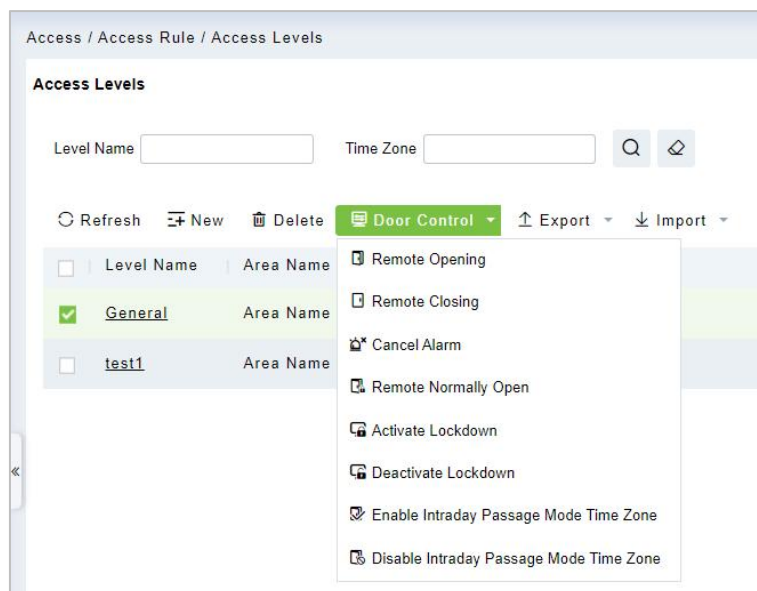 Access / Access Rule / Access Levels
Access Levels
Level Name Time Zone
Refresh New Delete Door Control Export Import
Level Name Area Name
General Area Name
test1 Area Name
Remote Opening
Remote Closing
Cancel Alarm
Remote Normally Open
Activate Lockdown
Deactivate Lockdown
Enable Intraday Passage Mode Time Zone
Disable Intraday Passage Mode Time Zone